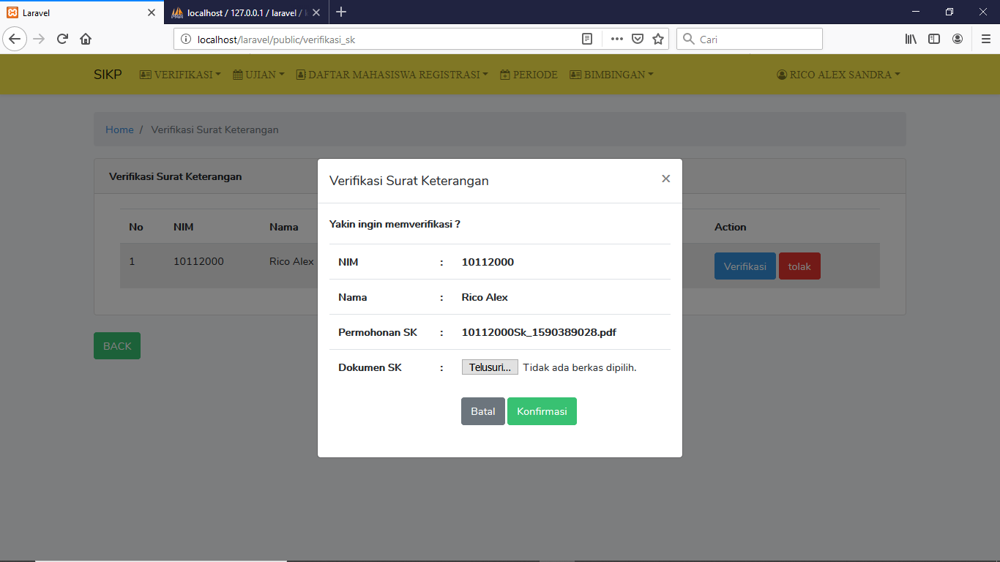 Laravel
localhost / 127.0.0.1 / laravel /
localhost/laravel/public/verifikasi_sk
Cari
SIKP VERIFIKASI UJIAN DAFTAR MAHASISWA REGISTRASI PERIODE BIMBINGAN RICO ALEX SANDRA
Home / Verifikasi Surat Keterangan
Verifikasi Surat Keterangan
No NIM Nama Action
1 10112000 Rico Alex Verifikasi tolak
BACK
Verifikasi Surat Keterangan ×
Yakin ingin memverifikasi ?
NIM : 10112000
Nama : Rico Alex
Permohonan SK : 10112000Sk_1590389028.pdf
Dokumen SK : Telusuri... Tidak ada berkas dipilih.
Batal Konfirmasi